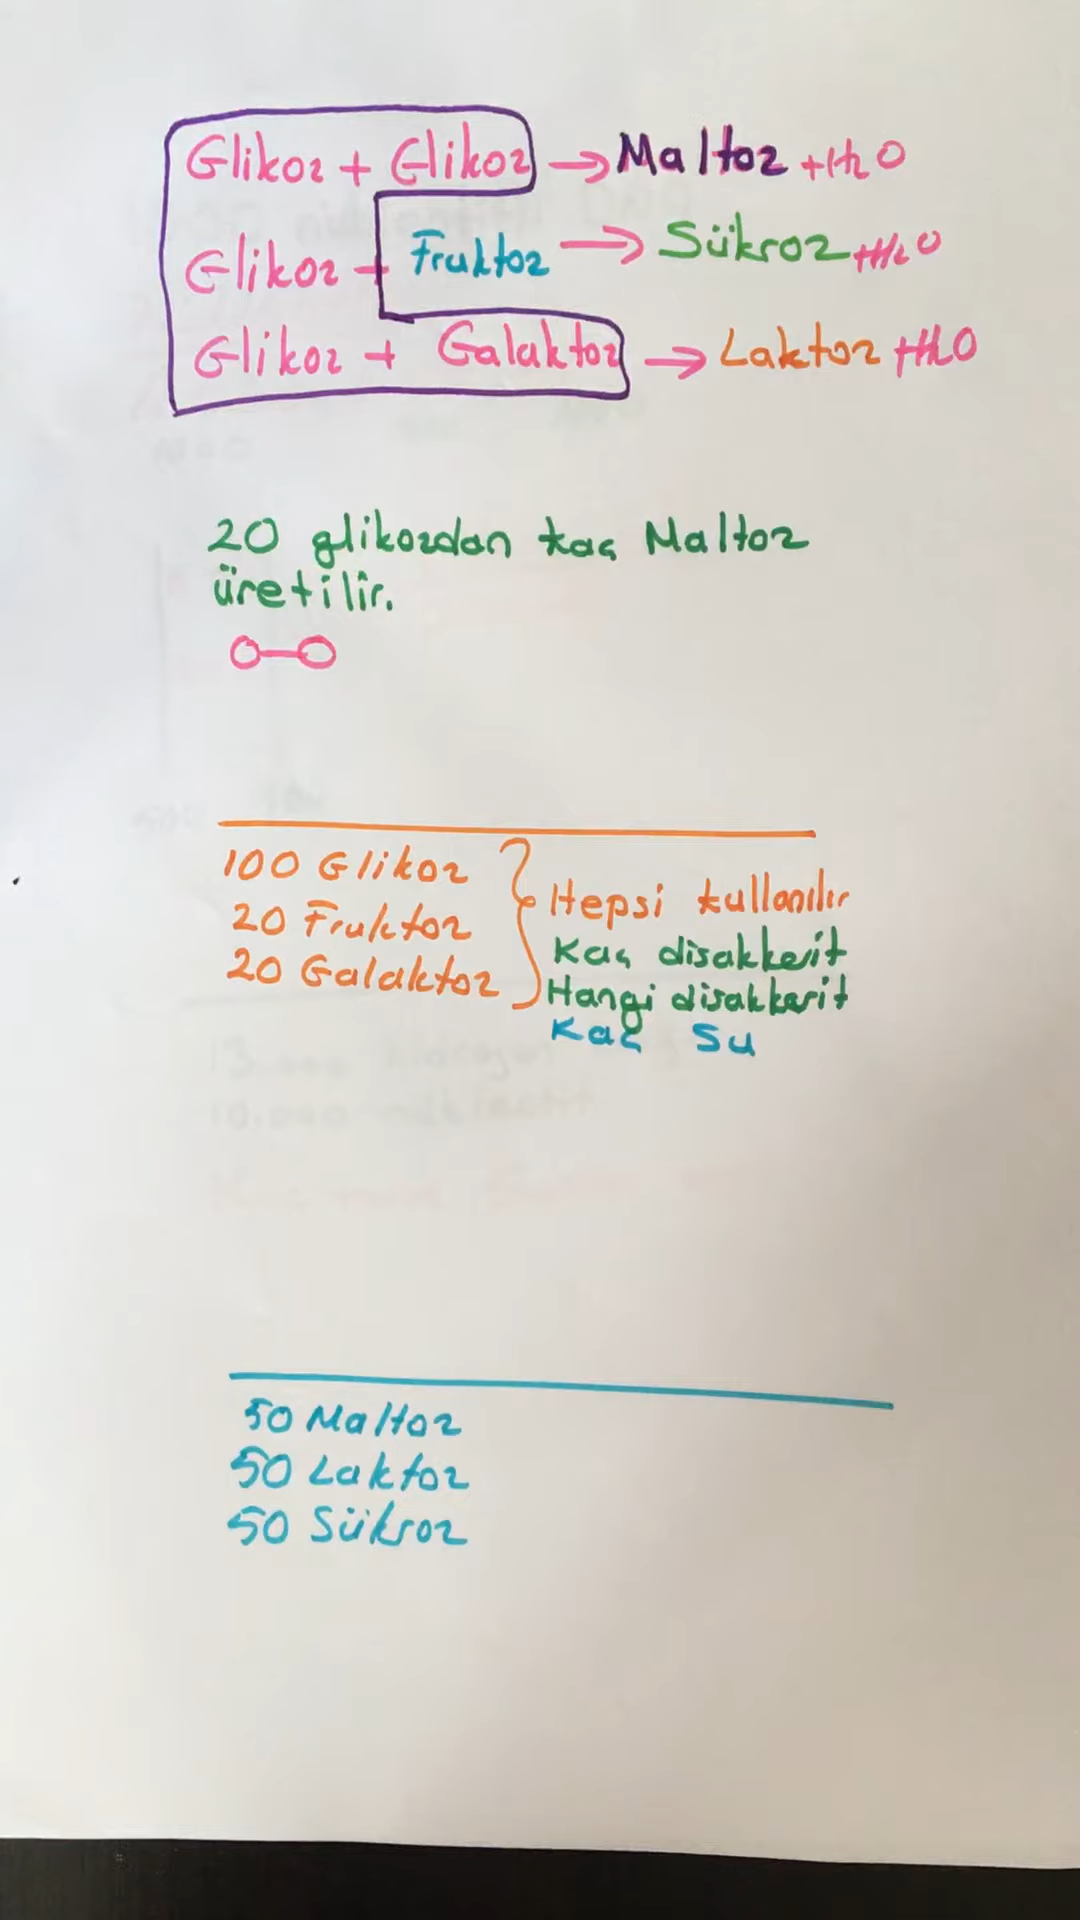 Glikoz + Glikoz → Maltoz + H₂O
Glikoz + Fruktoz → Sükroz + H₂O
Glikoz + Galaktoz → Laktoz + H₂O
20 glikozdan kaç Maltoz
üretilir.
100 Glikoz
20 Fruktoz
20 Galaktoz
Hepsi kullanılır
Kaç disakkarit
Hangi disakkarit
Kaç Su
50 Maltoz
50 Laktoz
50 Sükroz